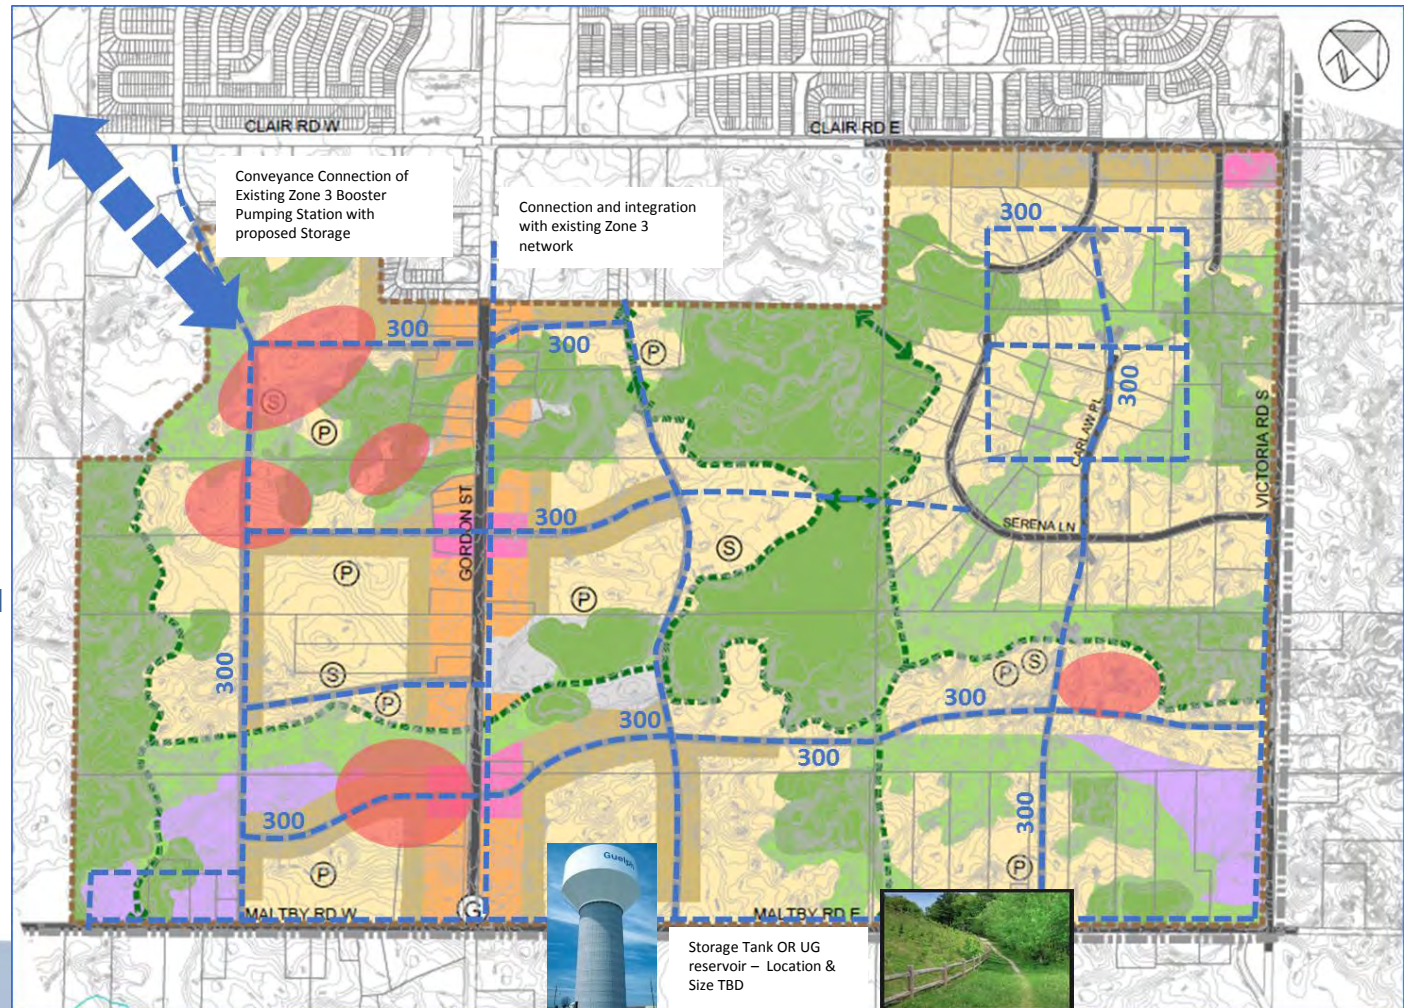 CLAIR RD W
CLAIR RD E
Conveyance Connection of
Existing Zone 3 Booster
Pumping Station with
proposed Storage
Connection and integration
with existing Zone 3
network
300
300
300
P
300
S
P
CARLAW PL
VICTORIA RD S
GORDON ST
300
SERENA LN
S
P
P
300
S
P
P
S
300
300
300
300
300
P
P
Guelph
MALTBY RD W
G
MALTBY RD E
Storage Tank OR UG
reservoir – Location &
Size TBD